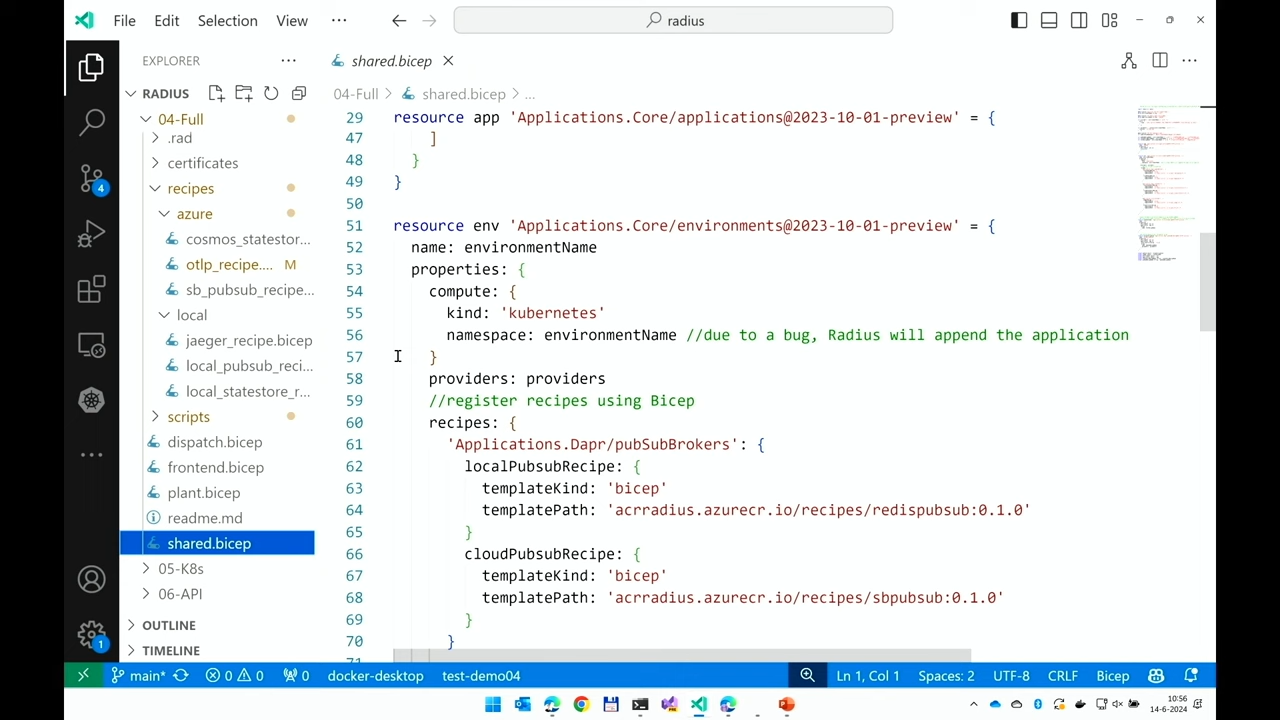 File Edit Selection View ··· radius
EXPLORER ···
shared.bicep
RADIUS
04-Full > shared.bicep > ...
04-Full
.rad
certificates
recipes
azure
cosmos_statestor...
otlp_recipe.... M
sb_pubsub_recipe...
local
jaeger_recipe.bicep
local_pubsub_reci...
local_statestore_r...
scripts
dispatch.bicep
frontend.bicep
plant.bicep
readme.md
shared.bicep
05-K8s
06-API
OUTLINE
TIMELINE
4
1
29 resource app 'Applications.Core/applications@2023-10-01-preview' = {
47 ]
48 }
49 }
50
51 resource env 'Applications.Core/environments@2023-10-01-preview' = {
52 name: environmentName
53 properties: {
54 compute: {
55 kind: 'kubernetes'
56 namespace: environmentName //due to a bug, Radius will append the application
57 }
58 providers: providers
59 //register recipes using Bicep
60 recipes: {
61 'Applications.Dapr/pubSubBrokers': {
62 localPubsubRecipe: {
63 templateKind: 'bicep'
64 templatePath: 'acrradius.azurecr.io/recipes/redispubsub:0.1.0'
65 }
66 cloudPubsubRecipe: {
67 templateKind: 'bicep'
68 templatePath: 'acrradius.azurecr.io/recipes/sbpubsub:0.1.0'
69 }
70 }
main* 0 0 0 docker-desktop test-demo04 Ln 1, Col 1 Spaces: 2 UTF-8 CRLF Bicep
10:56
14-6-2024